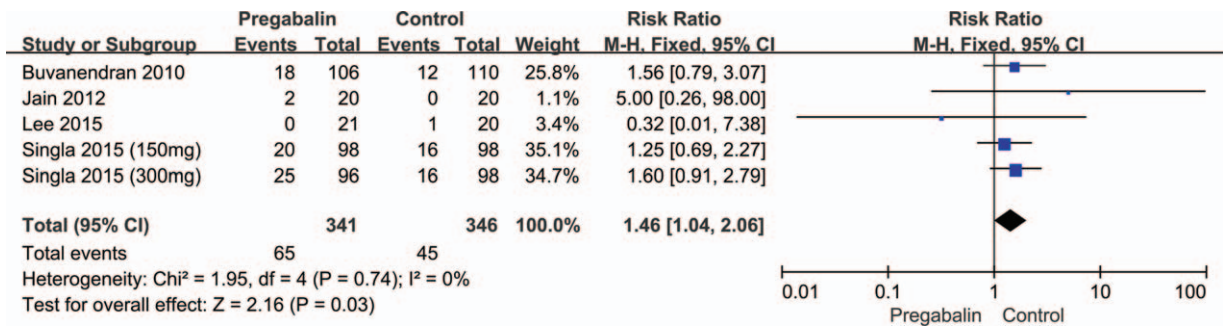 Pregabalin Control Risk Ratio Risk Ratio
Study or Subgroup Events Total Events Total Weight M-H, Fixed, 95% CI M-H, Fixed, 95% CI
Buvanendran 2010 18 106 12 110 25.8% 1.56 [0.79, 3.07]
Jain 2012 2 20 0 20 1.1% 5.00 [0.26, 98.00]
Lee 2015 0 21 1 20 3.4% 0.32 [0.01, 7.38]
Singla 2015 (150mg) 20 98 16 98 35.1% 1.25 [0.69, 2.27]
Singla 2015 (300mg) 25 96 16 98 34.7% 1.60 [0.91, 2.79]
Total (95% CI) 341 346 100.0% 1.46 [1.04, 2.06]
Total events 65 45
Heterogeneity: Chi² = 1.95, df = 4 (P = 0.74); I² = 0%
Test for overall effect: Z = 2.16 (P = 0.03)
0.01 0.1 1 10 100
Pregabalin Control